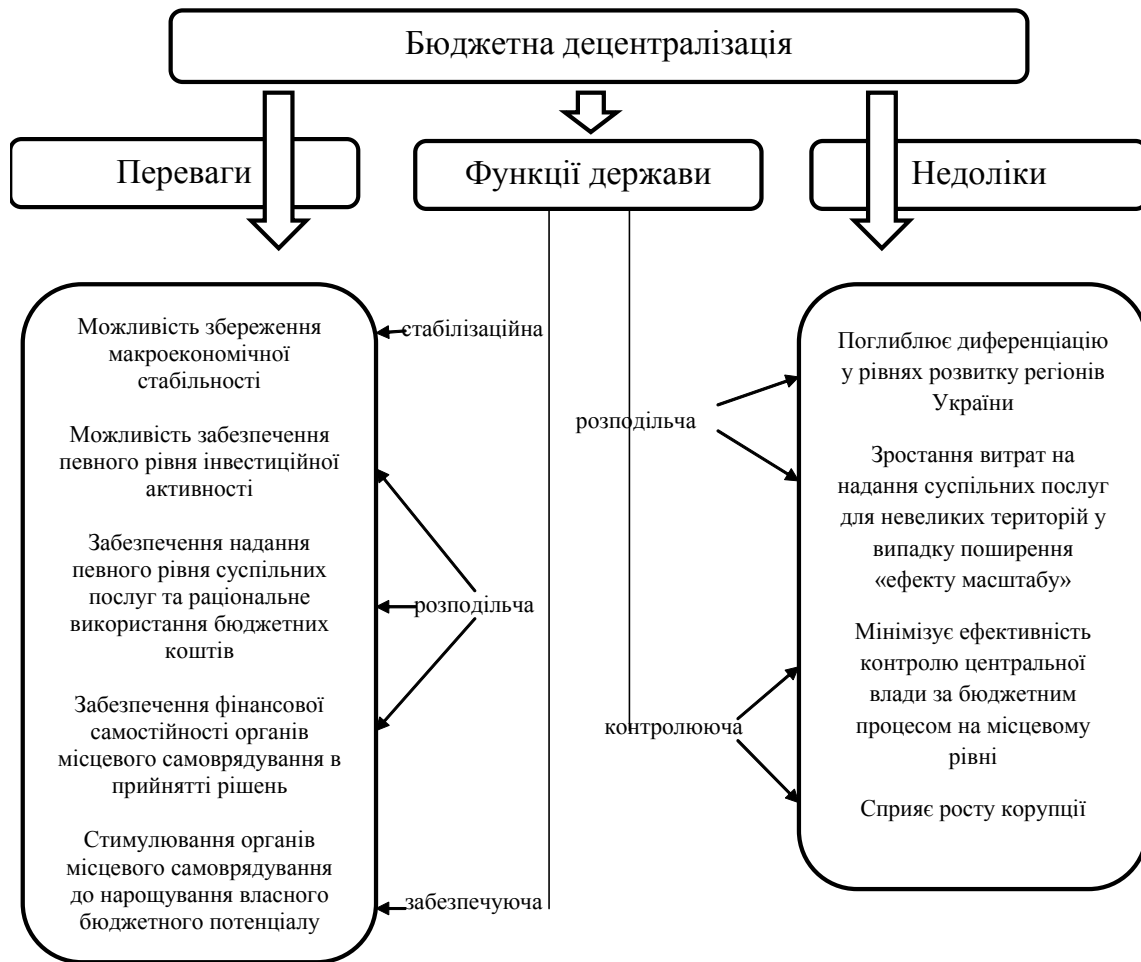 Бюджетна децентралізація
Переваги
Функції держави
Недоліки
Можливість збереження
макроекономічної
стабільності
Можливість забезпечення
певного рівня інвестиційної
активності
Забезпечення надання
певного рівня суспільних
послуг та раціональне
використання бюджетних
коштів
Забезпечення фінансової
самостійності органів
місцевого самоврядування в
прийнятті рішень
Стимулювання органів
місцевого самоврядування
до нарощування власного
бюджетного потенціалу
стабілізаційна
розподільча
забезпечуюча
розподільча
контролююча
Поглиблює диференціацію
у рівнях розвитку регіонів
України
Зростання витрат на
надання суспільних послуг
для невеликих територій у
випадку поширення
«ефекту масштабу»
Мінімізує ефективність
контролю центральної
влади за бюджетним
процесом на місцевому
рівні
Сприяє росту корупції